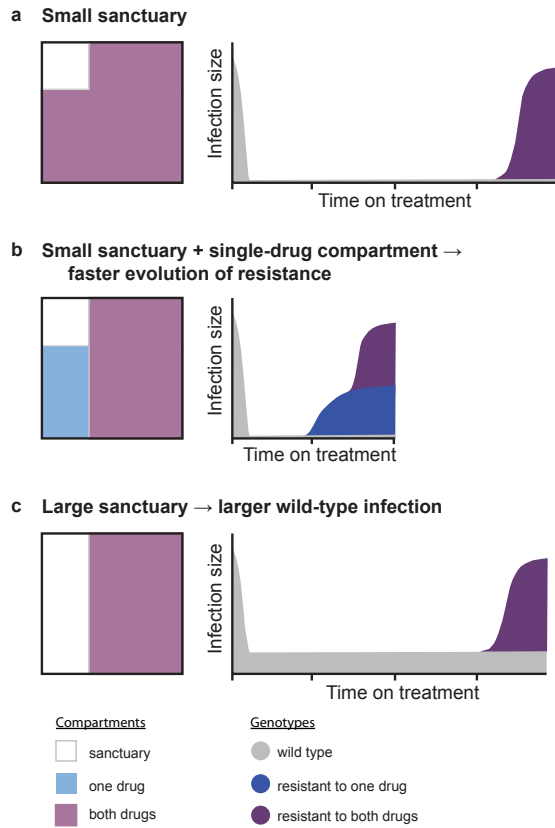 a Small sanctuary
Infection size
Time on treatment
b Small sanctuary + single-drug compartment →
faster evolution of resistance
Infection size
Time on treatment
c Large sanctuary → larger wild-type infection
Infection size
Time on treatment
Compartments
sanctuary
one drug
both drugs
Genotypes
wild type
resistant to one drug
resistant to both drugs